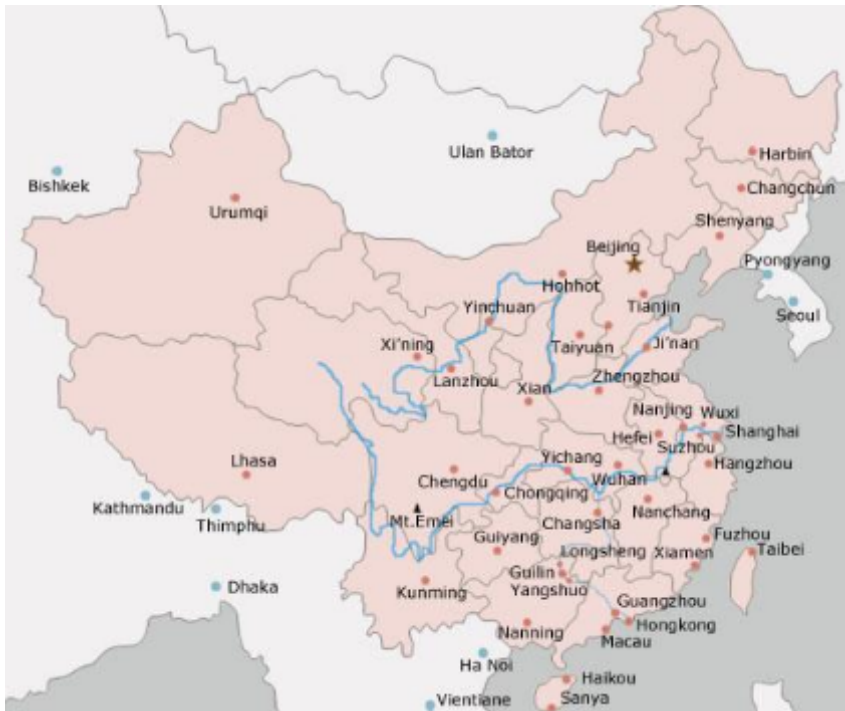 Ulan Bator
Harbin
Bishkek
Changchun
Urumqi
Shenyang
Beijing
Pyongyang
Hohhot
Tianjin
Yinchuan
Seoul
Xi'ning
Taiyuan
Ji'nan
Lanzhou
Zhengzhou
Xian
Nanjing
Wuxi
Hefei
Shanghai
Suzhou
Yichang
Hangzhou
Lhasa
Chengdu
Wuhan
Chongqing
Kathmandu
Nanchang
Thimphu
Mt.Emei
Changsha
Fuzhou
Guiyang
Longsheng
Xiamen
Taibei
Guilin
Dhaka
Kunming
Yangshuo
Guangzhou
Hongkong
Nanning
Macau
Ha Noi
Haikou
Vientiane
Sanya